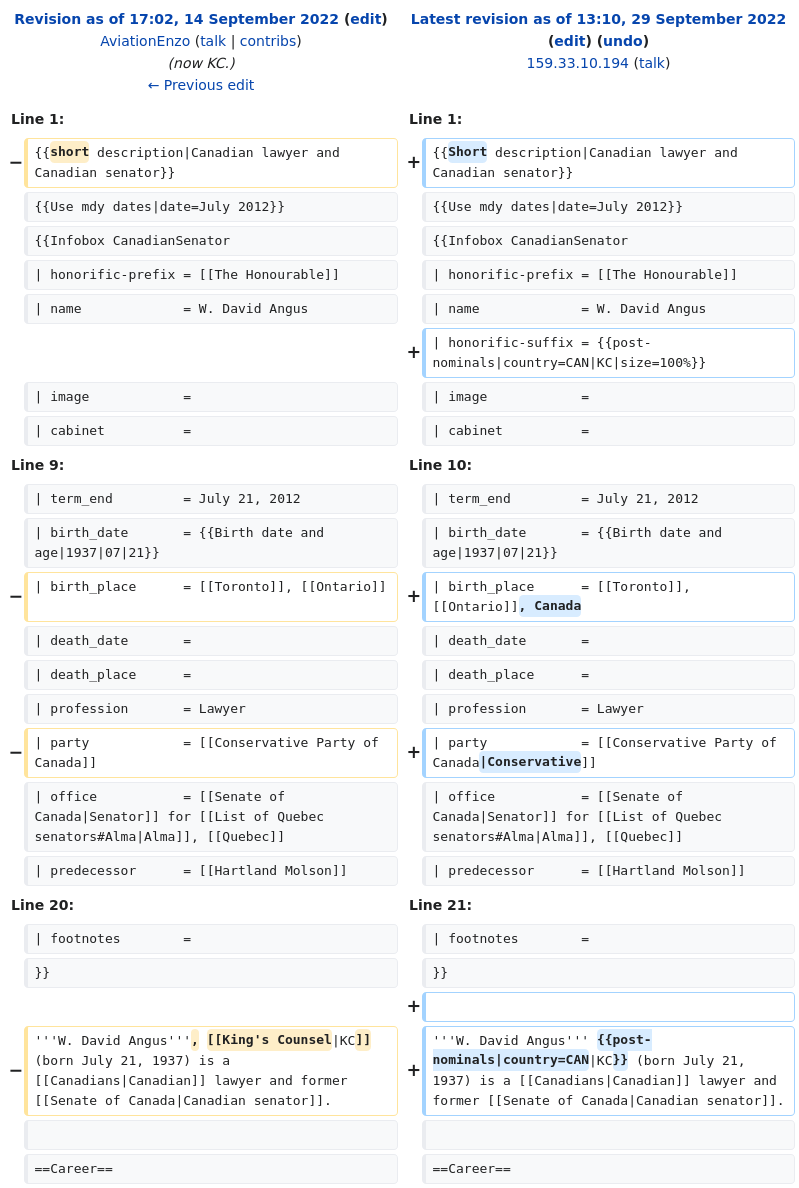 Revision as of 17:02, 14 September 2022 (edit)
AviationEnzo (talk | contribs)
(now KC.)
← Previous edit
Latest revision as of 13:10, 29 September 2022
(edit) (undo)
159.33.10.194 (talk)
Line 1:
Line 1:
− {{short description|Canadian lawyer and
Canadian senator}}
+ {{Short description|Canadian lawyer and
Canadian senator}}
{{Use mdy dates|date=July 2012}}
{{Use mdy dates|date=July 2012}}
{{Infobox CanadianSenator
{{Infobox CanadianSenator
| honorific-prefix = [[The Honourable]]
| honorific-prefix = [[The Honourable]]
| name             = W. David Angus
| name             = W. David Angus
+ | honorific-suffix = {{post-
nominals|country=CAN|KC|size=100%}}
| image            =
| image            =
| cabinet          =
| cabinet          =
Line 9:
Line 10:
| term_end         = July 21, 2012
| term_end         = July 21, 2012
| birth_date       = {{Birth date and
age|1937|07|21}}
| birth_date       = {{Birth date and
age|1937|07|21}}
− | birth_place      = [[Toronto]], [[Ontario]]
+ | birth_place      = [[Toronto]],
[[Ontario]], Canada
| death_date       =
| death_date       =
| death_place      =
| death_place      =
| profession       = Lawyer
| profession       = Lawyer
− | party            = [[Conservative Party of
Canada]]
+ | party            = [[Conservative Party of
Canada|Conservative]]
| office           = [[Senate of
Canada|Senator]] for [[List of Quebec
senators#Alma|Alma]], [[Quebec]]
| office           = [[Senate of
Canada|Senator]] for [[List of Quebec
senators#Alma|Alma]], [[Quebec]]
| predecessor      = [[Hartland Molson]]
| predecessor      = [[Hartland Molson]]
Line 20:
Line 21:
| footnotes        =
| footnotes        =
}}
}}
+
− '''W. David Angus''', [[King's Counsel|KC]]
(born July 21, 1937) is a
[[Canadians|Canadian]] lawyer and former
[[Senate of Canada|Canadian senator]].
+ '''W. David Angus''' {{post-
nominals|country=CAN|KC}} (born July 21,
1937) is a [[Canadians|Canadian]] lawyer and
former [[Senate of Canada|Canadian senator]].
==Career==
==Career==